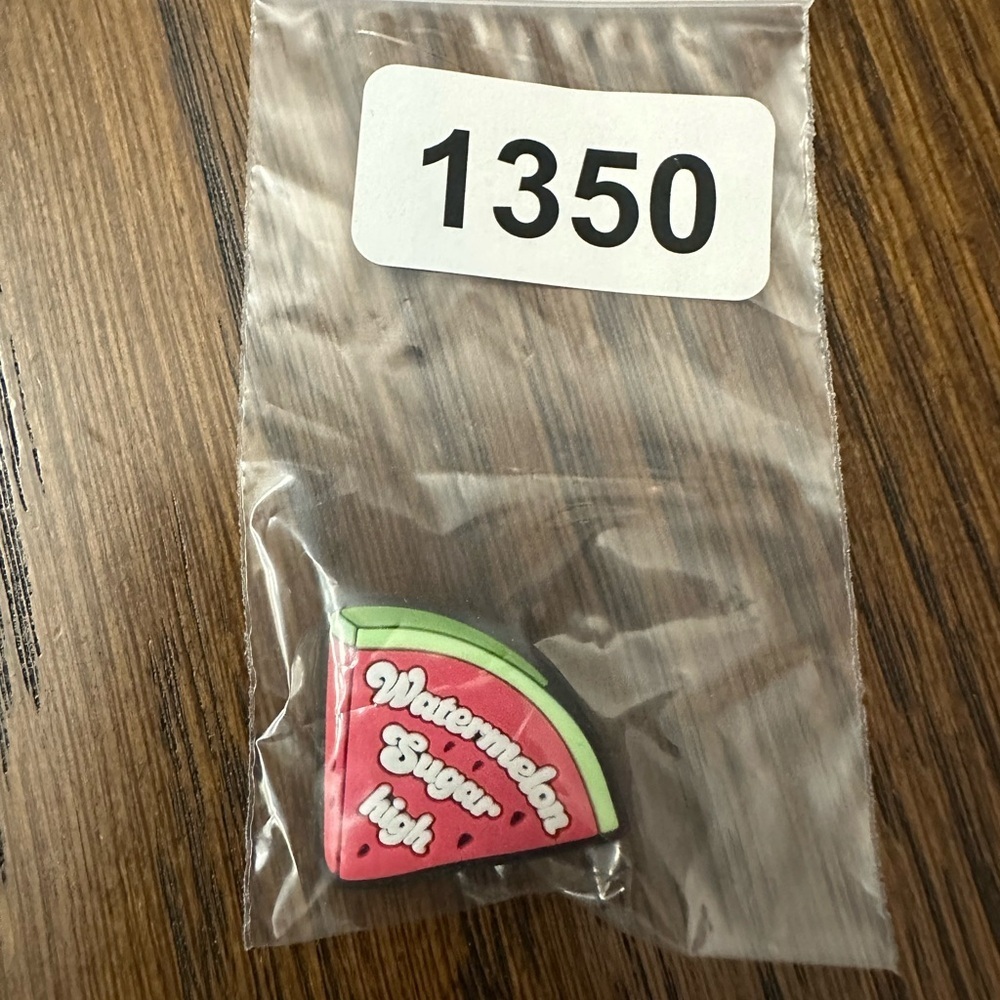 1350
Watermelon
Sugar
high